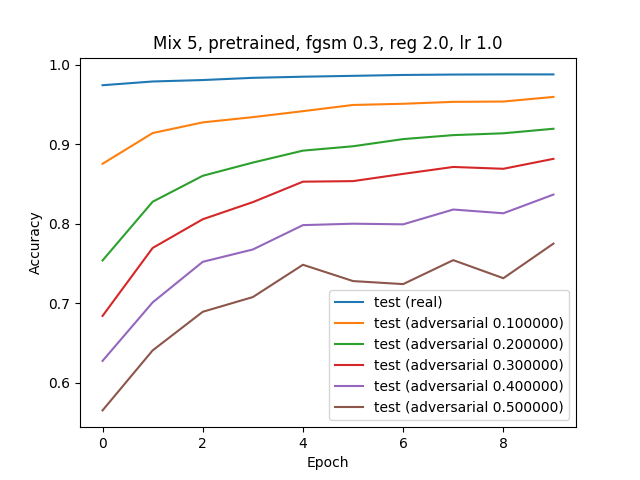 Mix 5, pretrained, fgsm 0.3, reg 2.0, lr 1.0
1.0
0.9
0.8
0.7
0.6
Accuracy
test (real)
test (adversarial 0.100000)
test (adversarial 0.200000)
test (adversarial 0.300000)
test (adversarial 0.400000)
test (adversarial 0.500000)
0 2 4 6 8
Epoch